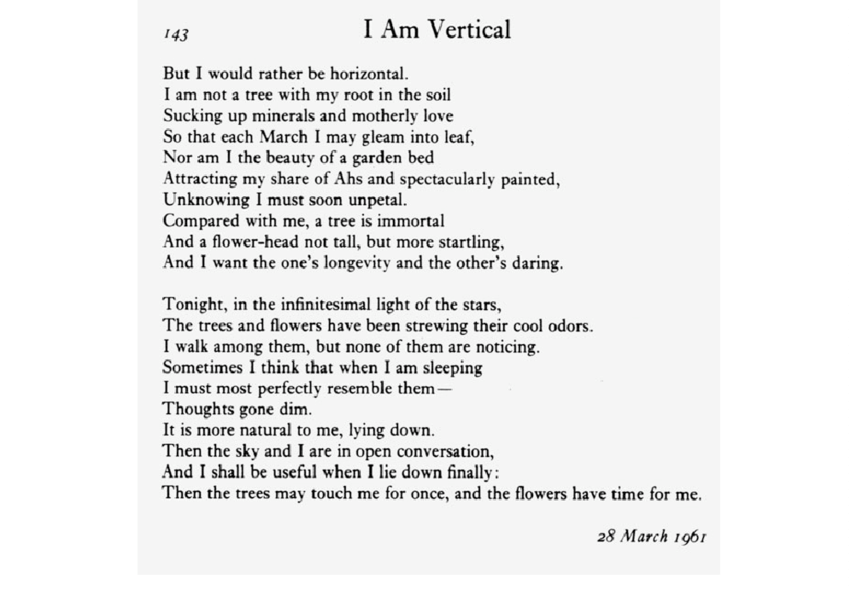 143
I Am Vertical
But I would rather be horizontal.
I am not a tree with my root in the soil
Sucking up minerals and motherly love
So that each March I may gleam into leaf,
Nor am I the beauty of a garden bed
Attracting my share of Ahs and spectacularly painted,
Unknowing I must soon unpetal.
Compared with me, a tree is immortal
And a flower-head not tall, but more startling,
And I want the one's longevity and the other's daring.
Tonight, in the infinitesimal light of the stars,
The trees and flowers have been strewing their cool odors.
I walk among them, but none of them are noticing.
Sometimes I think that when I am sleeping
I must most perfectly resemble them—
Thoughts gone dim.
It is more natural to me, lying down.
Then the sky and I are in open conversation,
And I shall be useful when I lie down finally:
Then the trees may touch me for once, and the flowers have time for me.
28 March 1961